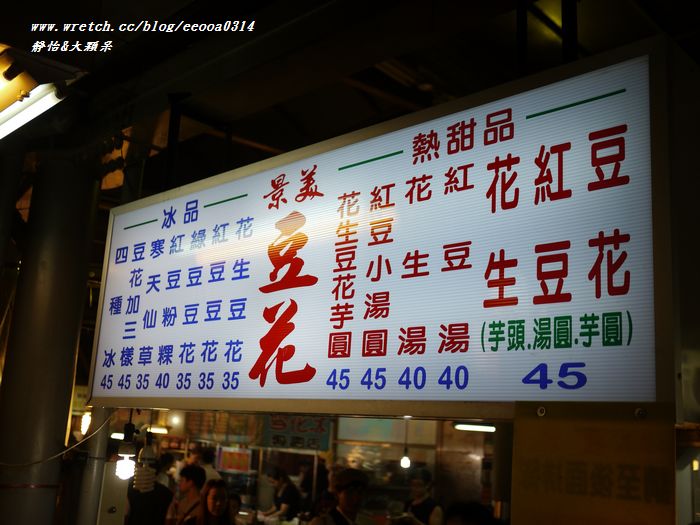 www.wretch.cc/blog/eeooa0314
靜怡&大顆呆
冰品
四種冰 45
豆花加三樣 45
寒天仙草 35
紅豆粉粿 40
綠豆豆花 35
紅豆豆花 35
花生豆花 35
景美
豆花
熱甜品
花生豆花芋圓 45
紅豆小湯圓 45
花生湯 40
紅豆湯 40
花生
紅豆
豆花
(芋頭.湯圓.芋圓)
45